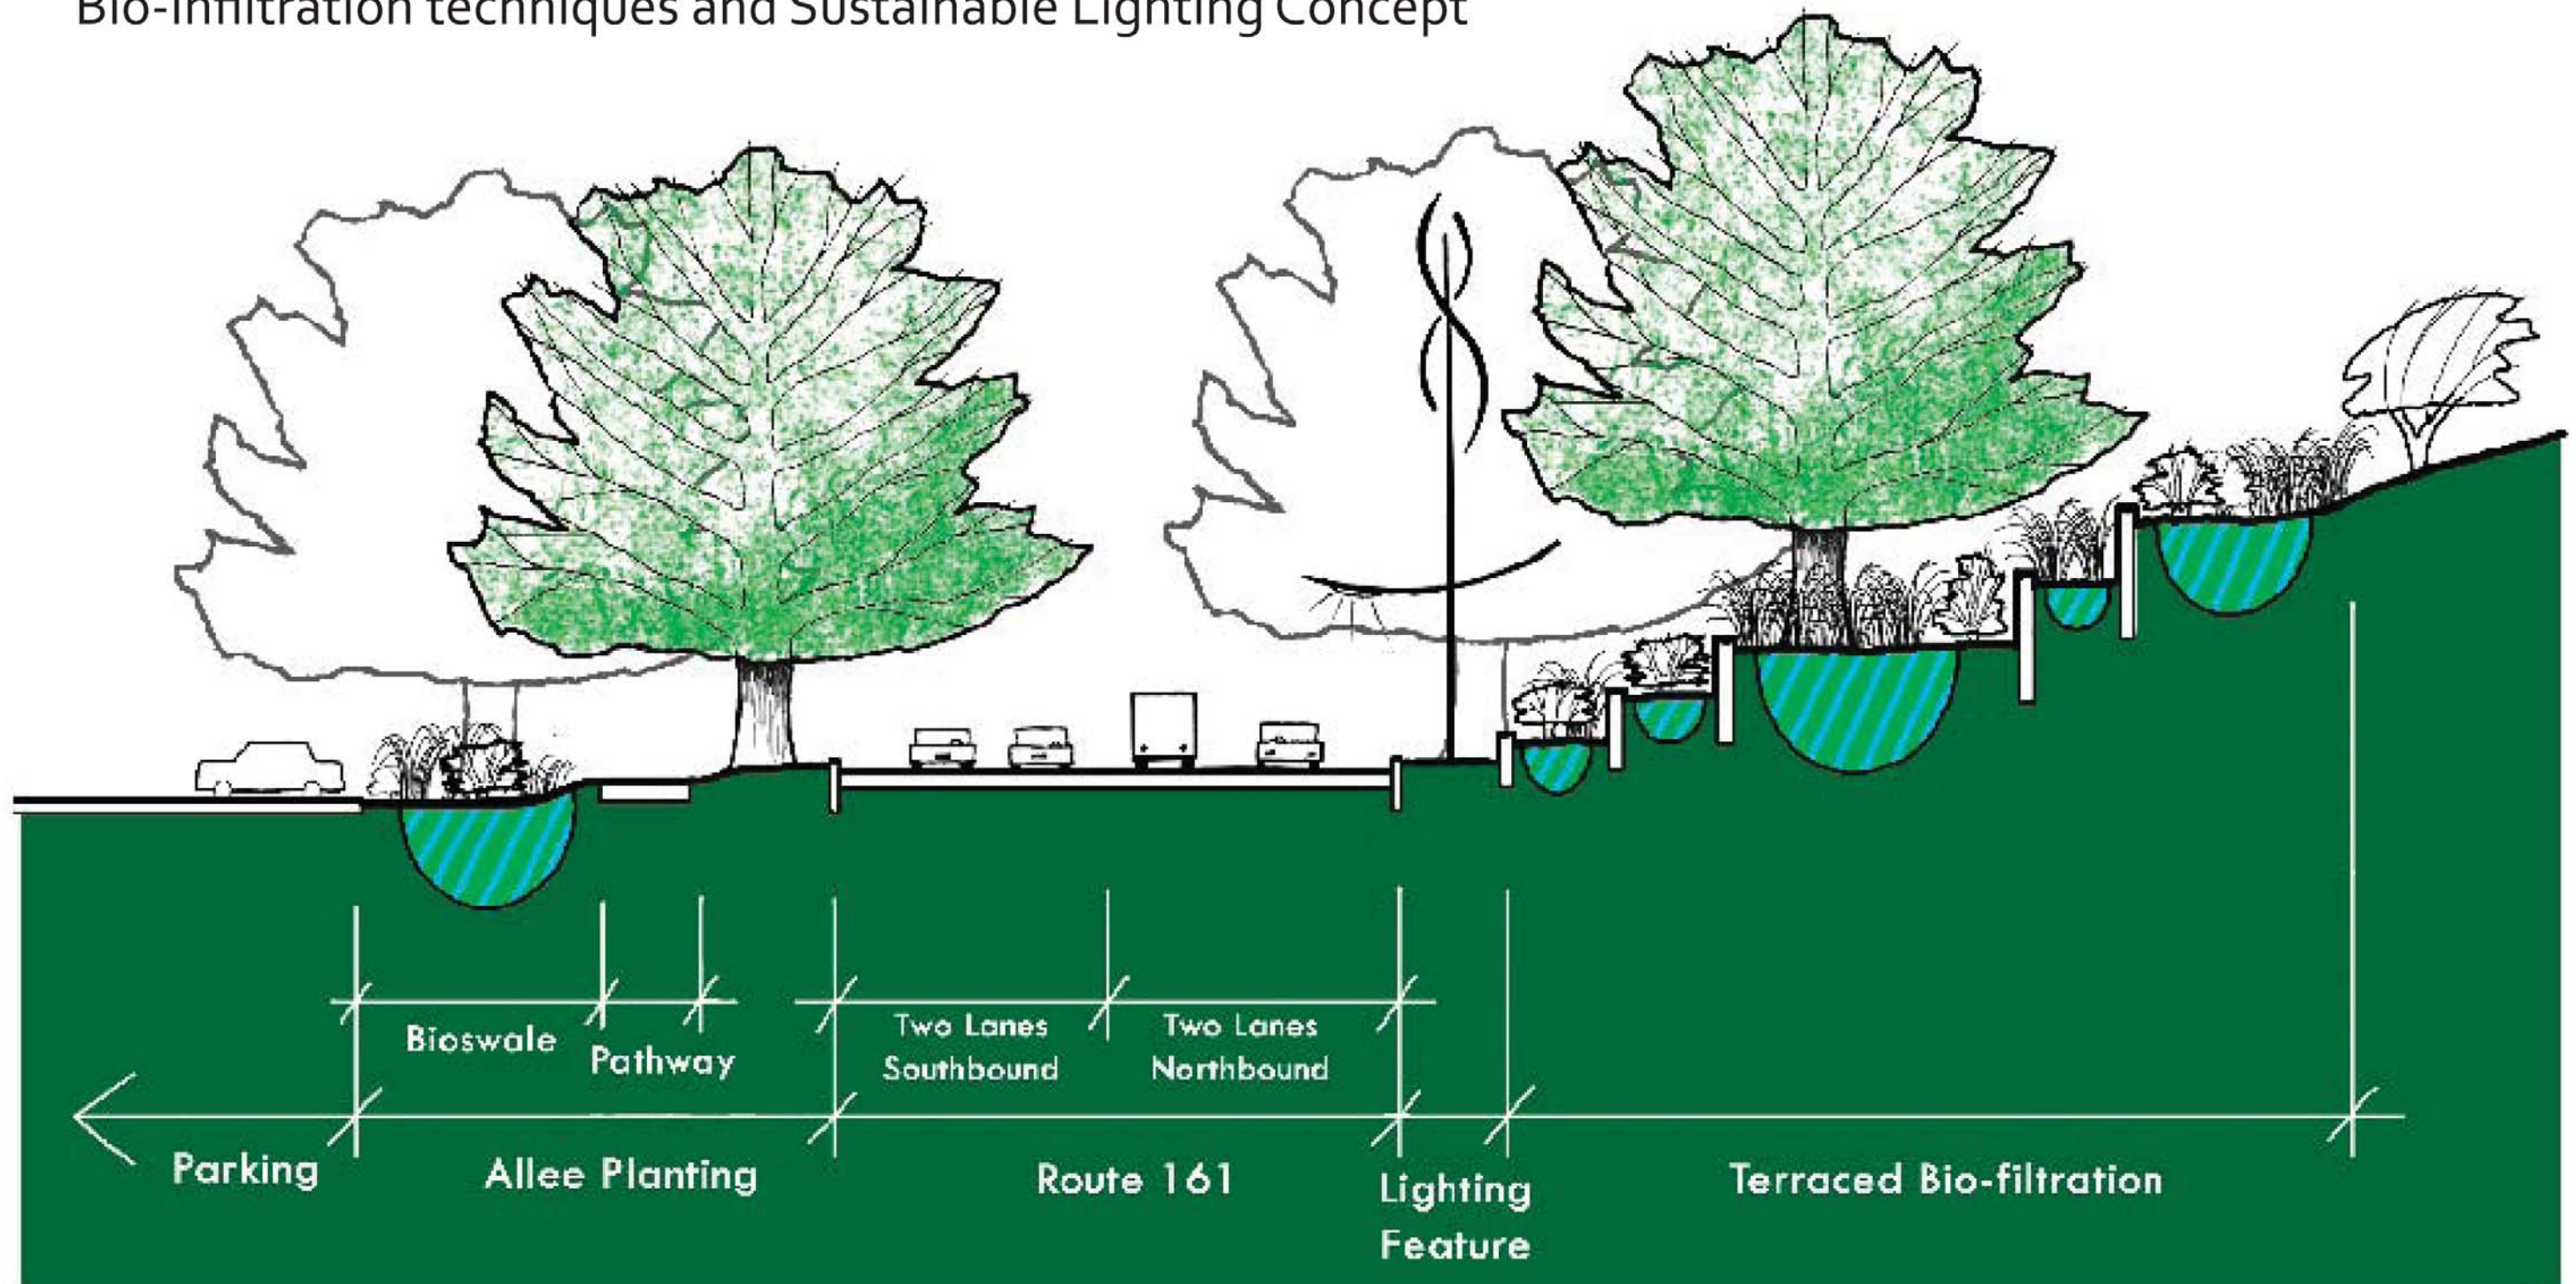 Bio-infiltration techniques and Sustainable Lighting Concept
Bioswale
Pathway
Two Lanes
Southbound
Two Lanes
Northbound
Parking
Allee Planting
Route 161
Lighting
Feature
Terraced Bio-filtration